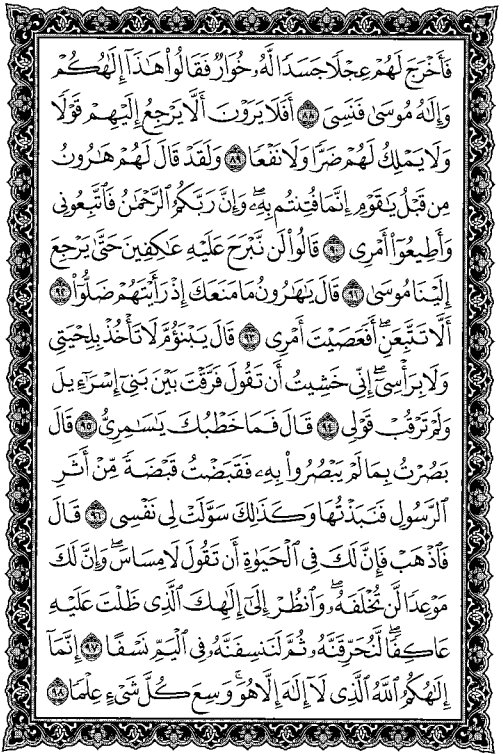 فَأَخْرَجَ لَهُمْ عِجْلًا جَسَدًا لَّهُۥ خُوَارٌ فَقَالُوا۟ هَٰذَآ إِلَٰهُكُمْ
وَإِلَٰهُ مُوسَىٰ فَنَسِىَ ٨٨ أَفَلَا يَرَوْنَ أَلَّا يَرْجِعُ إِلَيْهِمْ قَوْلًا
وَلَا يَمْلِكُ لَهُمْ ضَرًّا وَلَا نَفْعًا ٨٩ وَلَقَدْ قَالَ لَهُمْ هَٰرُونُ
مِن قَبْلُ يَٰقَوْمِ إِنَّمَا فُتِنتُم بِهِۦ ۖ وَإِنَّ رَبَّكُمُ ٱلرَّحْمَٰنُ فَٱتَّبِعُونِى
وَأَطِيعُوٓا۟ أَمْرِى ٩٠ قَالُوا۟ لَن نَّبْرَحَ عَلَيْهِ عَٰكِفِينَ حَتَّىٰ يَرْجِعَ
إِلَيْنَا مُوسَىٰ ٩١ قَالَ يَٰهَٰرُونُ مَا مَنَعَكَ إِذْ رَأَيْتَهُمْ ضَلُّوٓا۟ ٩٢
أَلَّا تَتَّبِعَنِ ۖ أَفَعَصَيْتَ أَمْرِى ٩٣ قَالَ يَبْنَؤُمَّ لَا تَأْخُذْ بِلِحْيَتِى
وَلَا بِرَأْسِىٓ ۖ إِنِّى خَشِيتُ أَن تَقُولَ فَرَّقْتَ بَيْنَ بَنِىٓ إِسْرَٰٓءِيلَ
وَلَمْ تَرْقُبْ قَوْلِى ٩٤ قَالَ فَمَا خَطْبُكَ يَٰسَٰمِرِىُّ ٩٥ قَالَ
بَصُرْتُ بِمَا لَمْ يَبْصُرُوا۟ بِهِۦ فَقَبَضْتُ قَبْضَةً مِّنْ أَثَرِ
ٱلرَّسُولِ فَنَبَذْتُهَا وَكَذَٰلِكَ سَوَّلَتْ لِى نَفْسِى ٩٦ قَالَ
فَٱذْهَبْ فَإِنَّ لَكَ فِى ٱلْحَيَوٰةِ أَن تَقُولَ لَا مِسَاسَ ۖ وَإِنَّ لَكَ
مَوْعِدًا لَّن تُخْلَفَهُۥ ۖ وَٱنظُرْ إِلَىٰٓ إِلَٰهِكَ ٱلَّذِى ظَلْتَ عَلَيْهِ
عَاكِفًا ۖ لَّنُحَرِّقَنَّهُۥ ثُمَّ لَنَنسِفَنَّهُۥ فِى ٱلْيَمِّ نَسْفًا ٩٧ إِنَّمَآ
إِلَٰهُكُمُ ٱللَّهُ ٱلَّذِى لَآ إِلَٰهَ إِلَّا هُوَ ۚ وَسِعَ كُلَّ شَىْءٍ عِلْمًا ٩٨